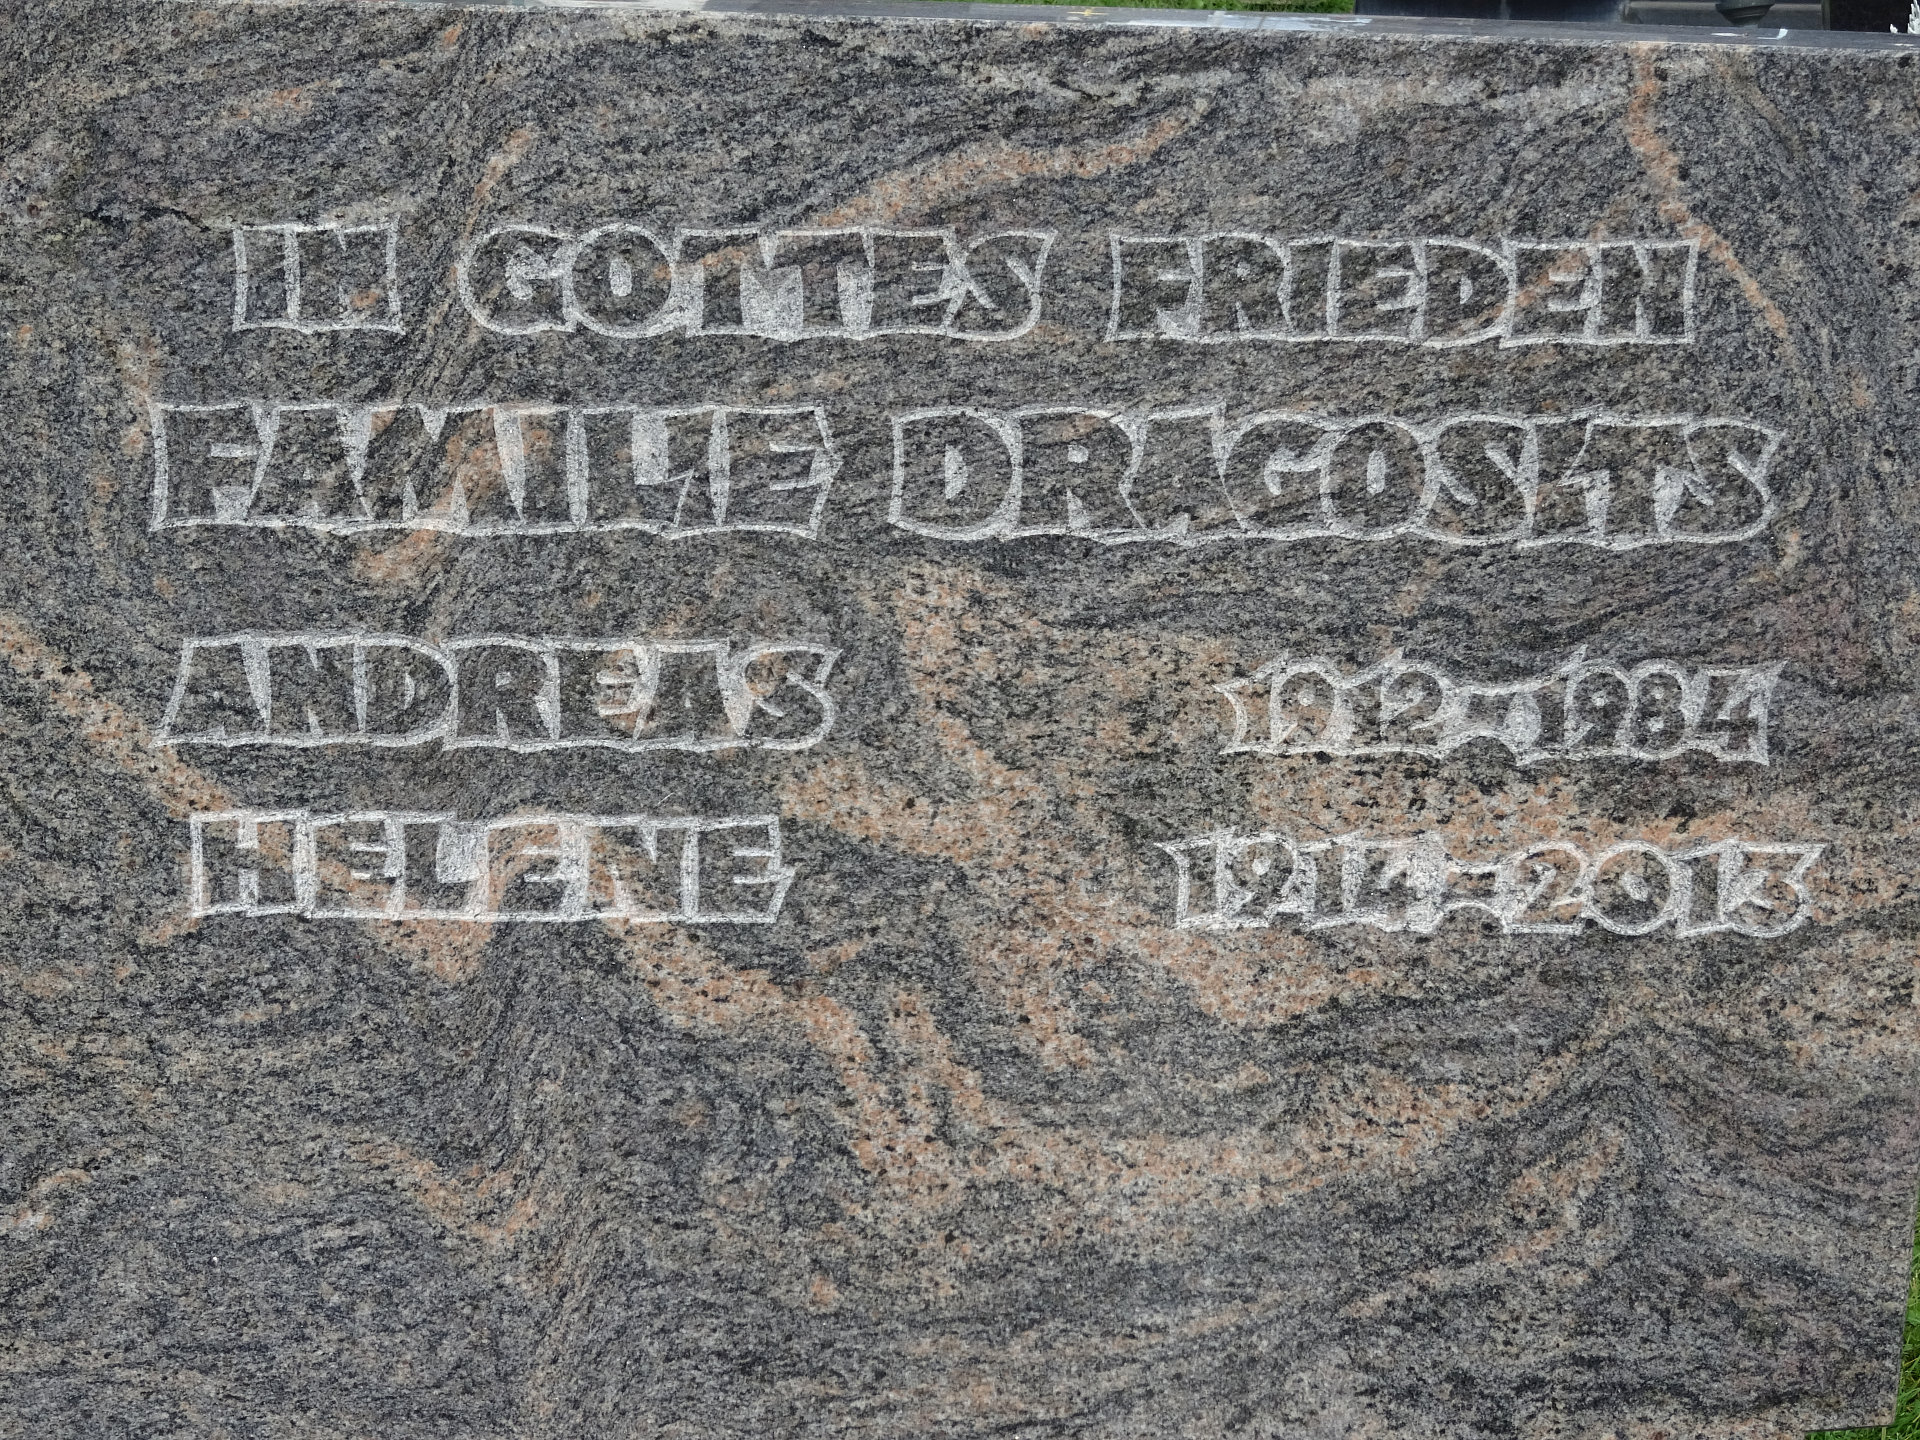 IN GOTTES FRIEDEN
FAMILIE DRAGOSITS
ANDREAS 1912-1984
HELENE 1914-2013